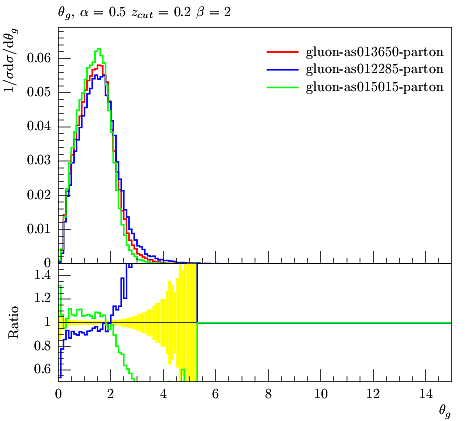 θg, α = 0.5 zcut = 0.2 β = 2
1/σdσ/dθg
gluon-as013650-parton
gluon-as012285-parton
gluon-as015015-parton
0.06
0.05
0.04
0.03
0.02
0.01
0
Ratio
1.4
1.2
1
0.8
0.6
0 2 4 6 8 10 12 14
θg